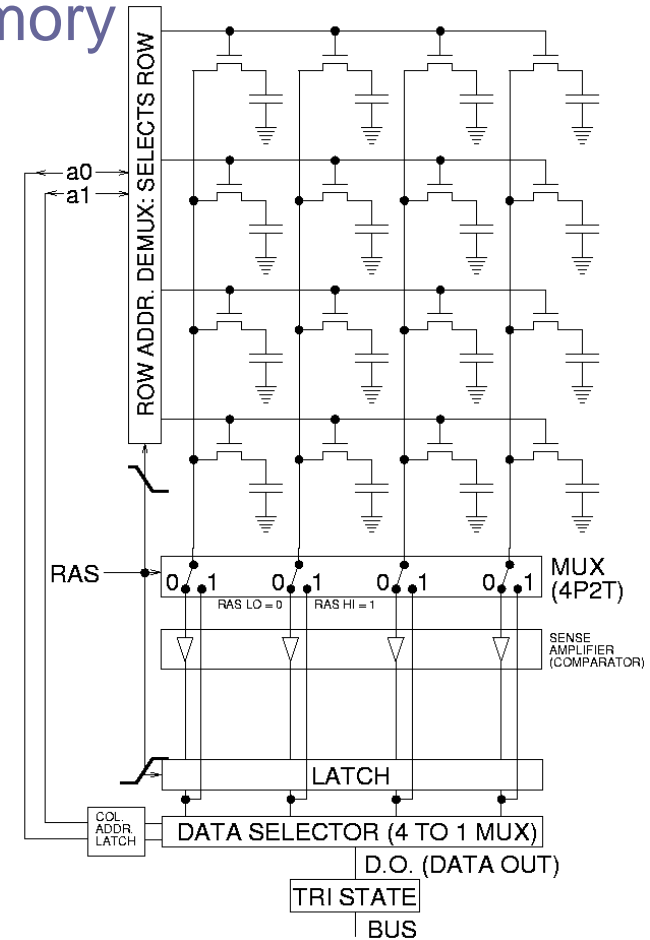 mory
ROW ADDR. DEMUX: SELECTS ROW
a0
a1
RAS
0 1
0 1
0 1
0 1
MUX
(4P2T)
RAS LO = 0
RAS HI = 1
SENSE
AMPLIFIER
(COMPARATOR)
LATCH
COL.
ADDR.
LATCH
DATA SELECTOR (4 TO 1 MUX)
D.O. (DATA OUT)
TRI STATE
BUS